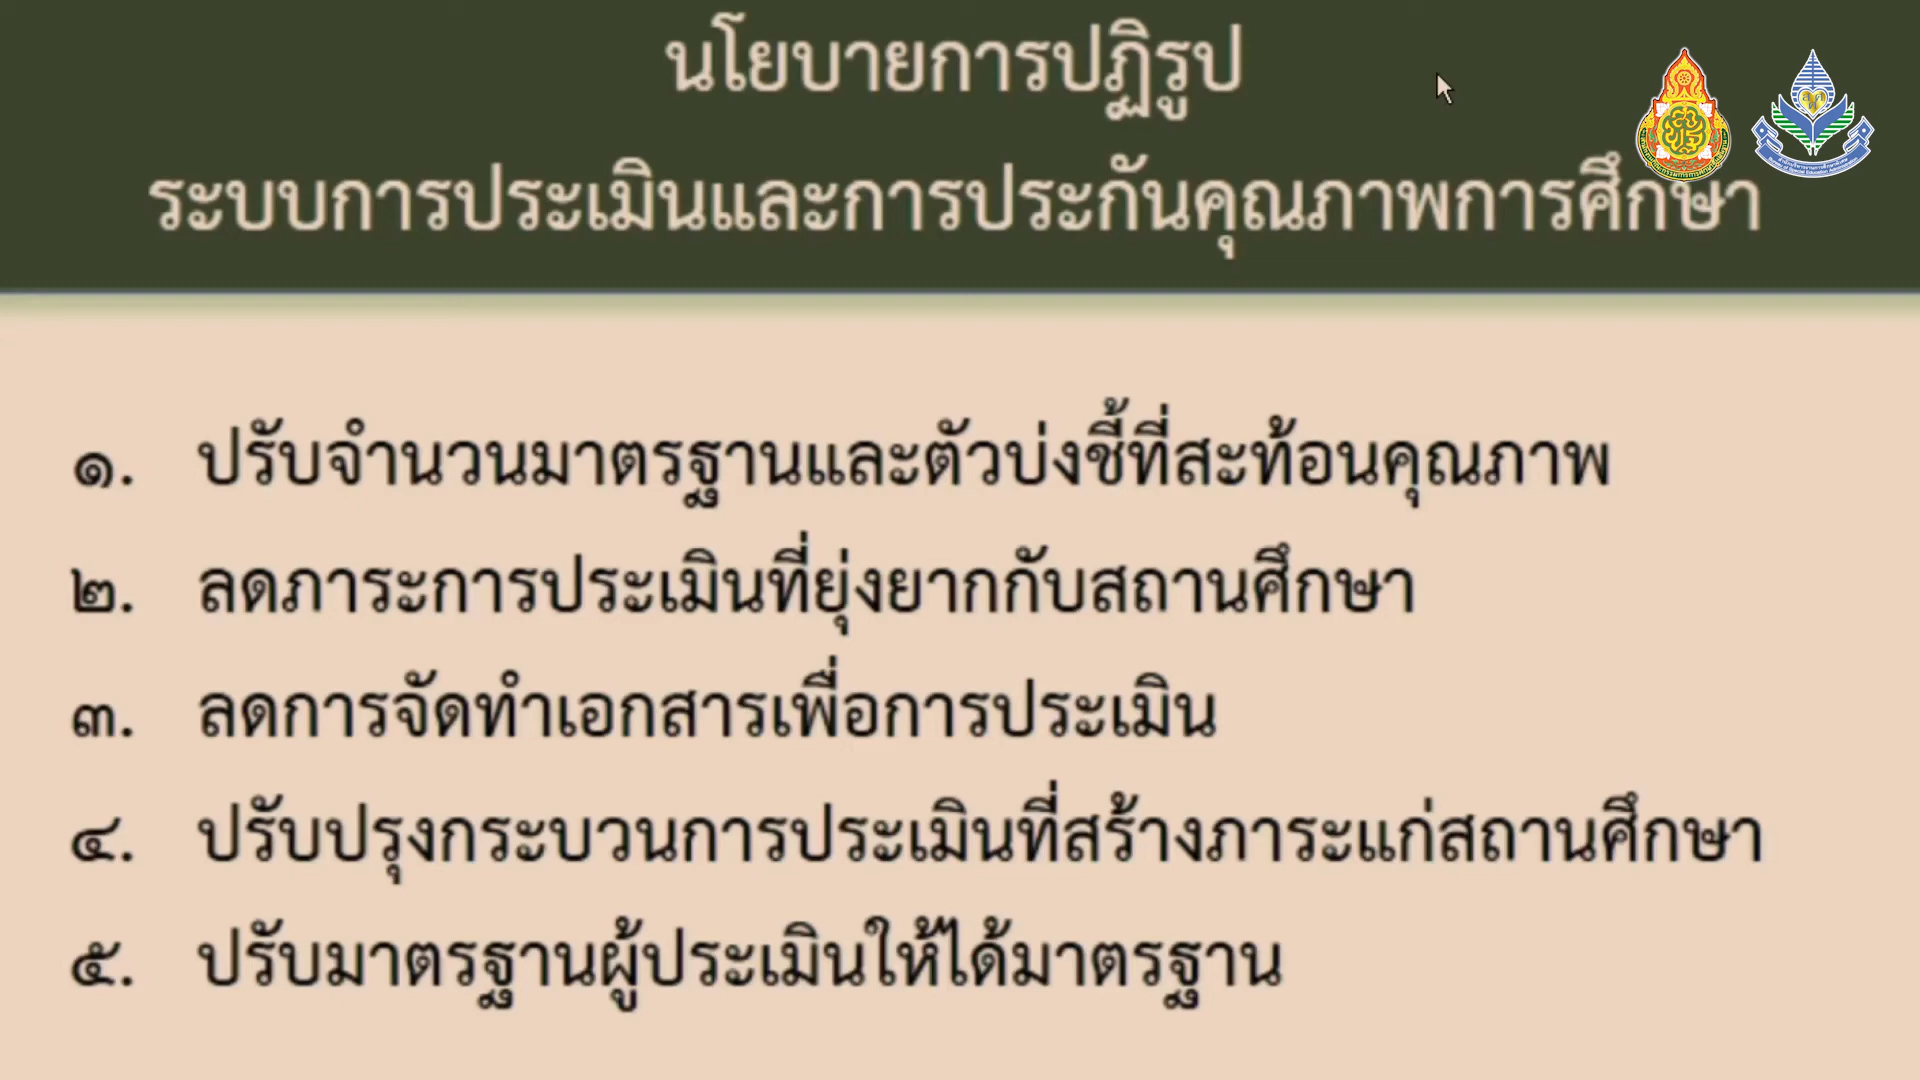 นโยบายการปฏิรูป
ระบบการประเมินและการประกันคุณภาพการศึกษา
๑. ปรับจำนวนมาตรฐานและตัวบ่งชี้ที่สะท้อนคุณภาพ
๒. ลดภาระการประเมินที่ยุ่งยากกับสถานศึกษา
๓. ลดการจัดทำเอกสารเพื่อการประเมิน
๔. ปรับปรุงกระบวนการประเมินที่สร้างภาระแก่สถานศึกษา
๕. ปรับมาตรฐานผู้ประเมินให้ได้มาตรฐาน